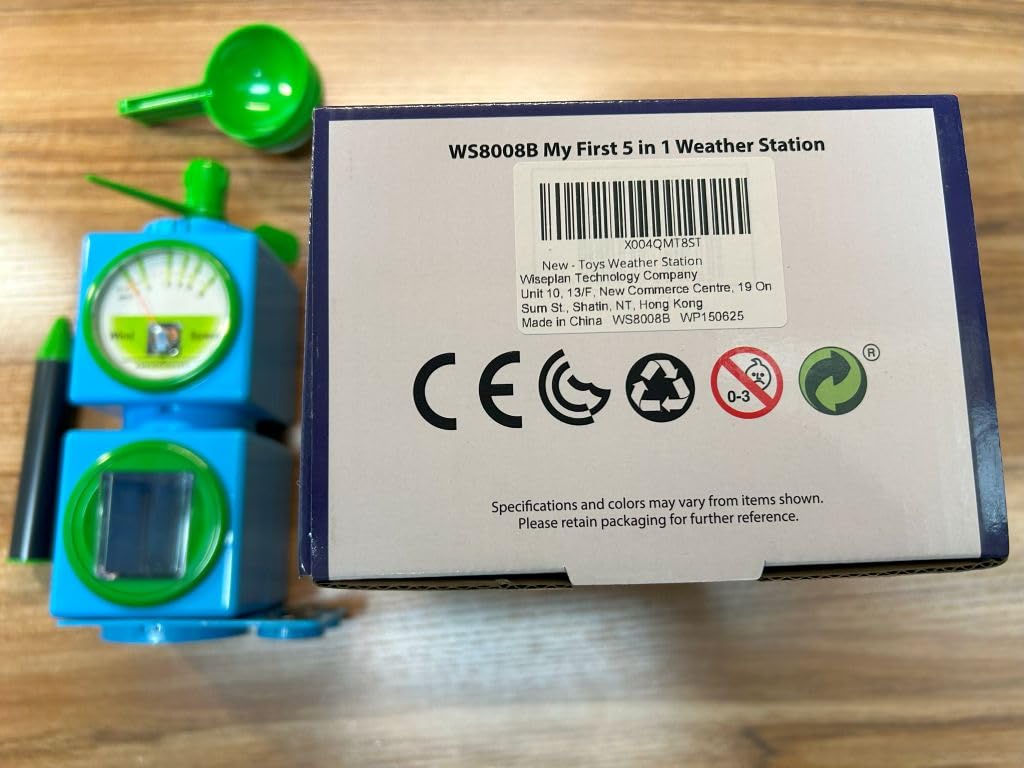 WS8008B My First 5 in 1 Weather Station
X004QMT8ST
New - Toys Weather Station
Wiseplan Technology Company
Unit 10, 13/F, New Commerce Centre, 19 On
Sum St., Shatin, NT, Hong Kong
Made in China WS8008B WP150625
CE
0-3
®
Specifications and colors may vary from items shown.
Please retain packaging for further reference.
Wind Speed